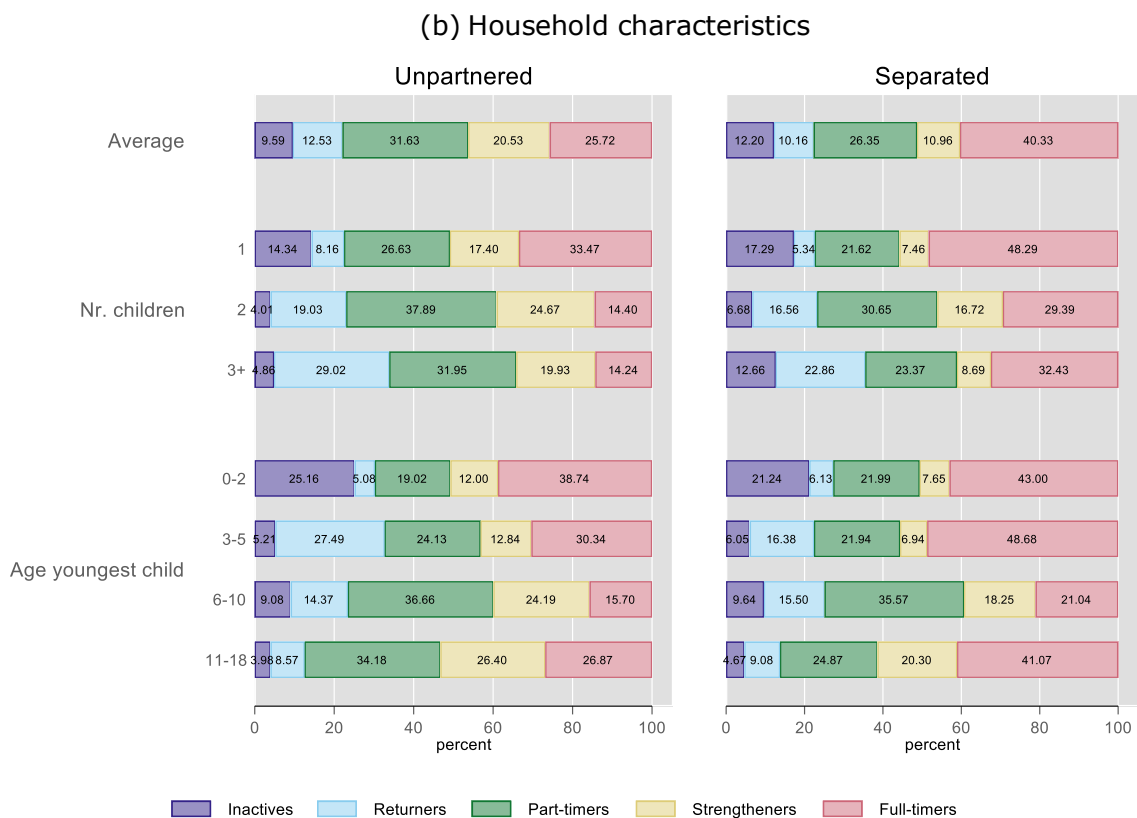 (b) Household characteristics
Unpartnered Separated
Average 9.59 12.53 31.63 20.53 25.72 12.20 10.16 26.35 10.96 40.33
1 14.34 8.16 26.63 17.40 33.47 17.29 5.34 21.62 7.46 48.29
Nr. children 2 4.01 19.03 37.89 24.67 14.40 6.68 16.56 30.65 16.72 29.39
3+ 4.86 29.02 31.95 19.93 14.24 12.66 22.86 23.37 8.69 32.43
0-2 25.16 5.08 19.02 12.00 38.74 21.24 6.13 21.99 7.65 43.00
3-5 5.21 27.49 24.13 12.84 30.34 6.05 16.38 21.94 6.94 48.68
Age youngest child
6-10 9.08 14.37 36.66 24.19 15.70 9.64 15.50 35.57 18.25 21.04
11-18 3.98 8.57 34.18 26.40 26.87 4.67 9.08 24.87 20.30 41.07
0 20 40 60 80 100 0 20 40 60 80 100
percent percent
Inactives Returners Part-timers Strengtheners Full-timers